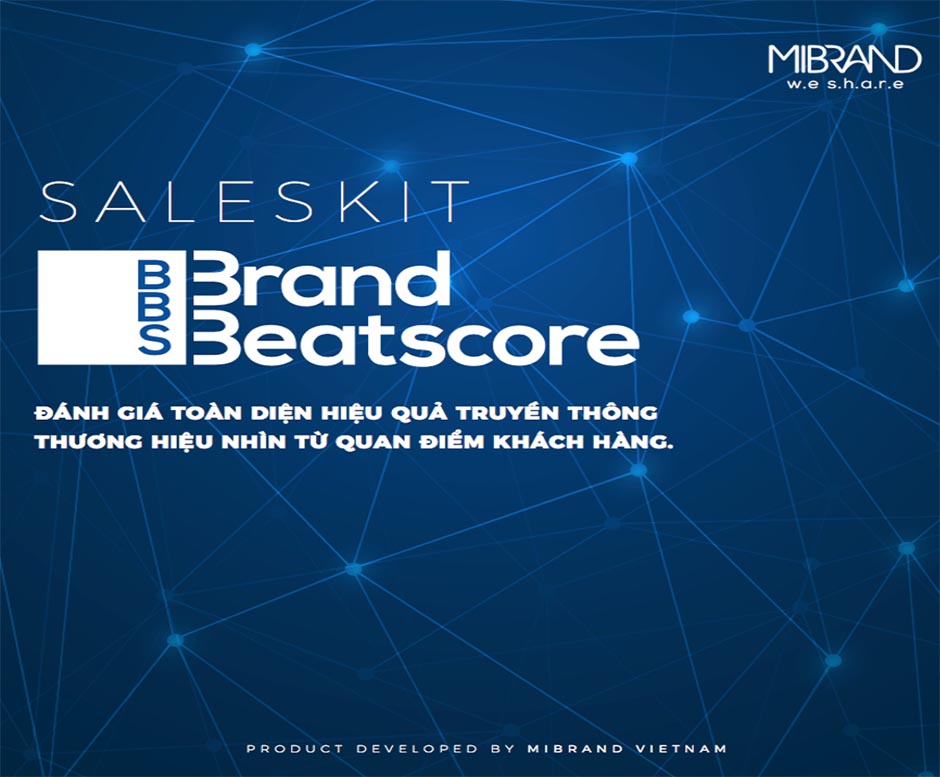 MIBRAND
w.e s.h.a.r.e
SALESKIT
BBS
Brand
Beatscore
ĐÁNH GIÁ TOÀN DIỆN HIỆU QUẢ TRUYỀN THÔNG
THƯƠNG HIỆU NHÌN TỪ QUAN ĐIỂM KHÁCH HÀNG.
PRODUCT DEVELOPED BY MIBRAND VIETNAM